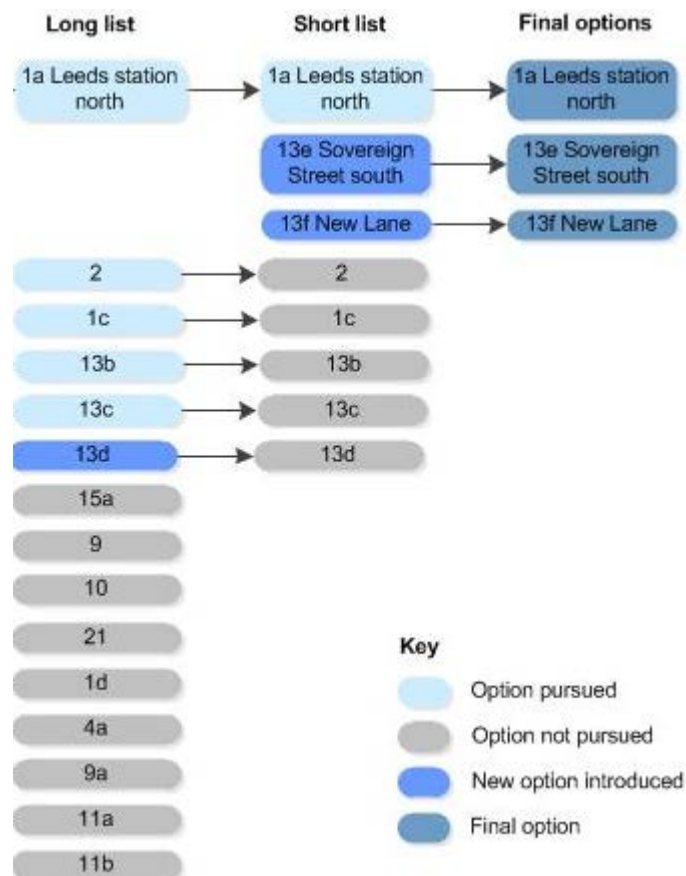 Long list
Short list
Final options
1a Leeds station
north
1a Leeds station
north
1a Leeds station
north
13e Sovereign
Street south
13e Sovereign
Street south
13f New Lane
13f New Lane
2
2
1c
1c
13b
13b
13c
13c
13d
13d
15a
9
10
21
1d
4a
9a
11a
11b
Key
Option pursued
Option not pursued
New option introduced
Final option